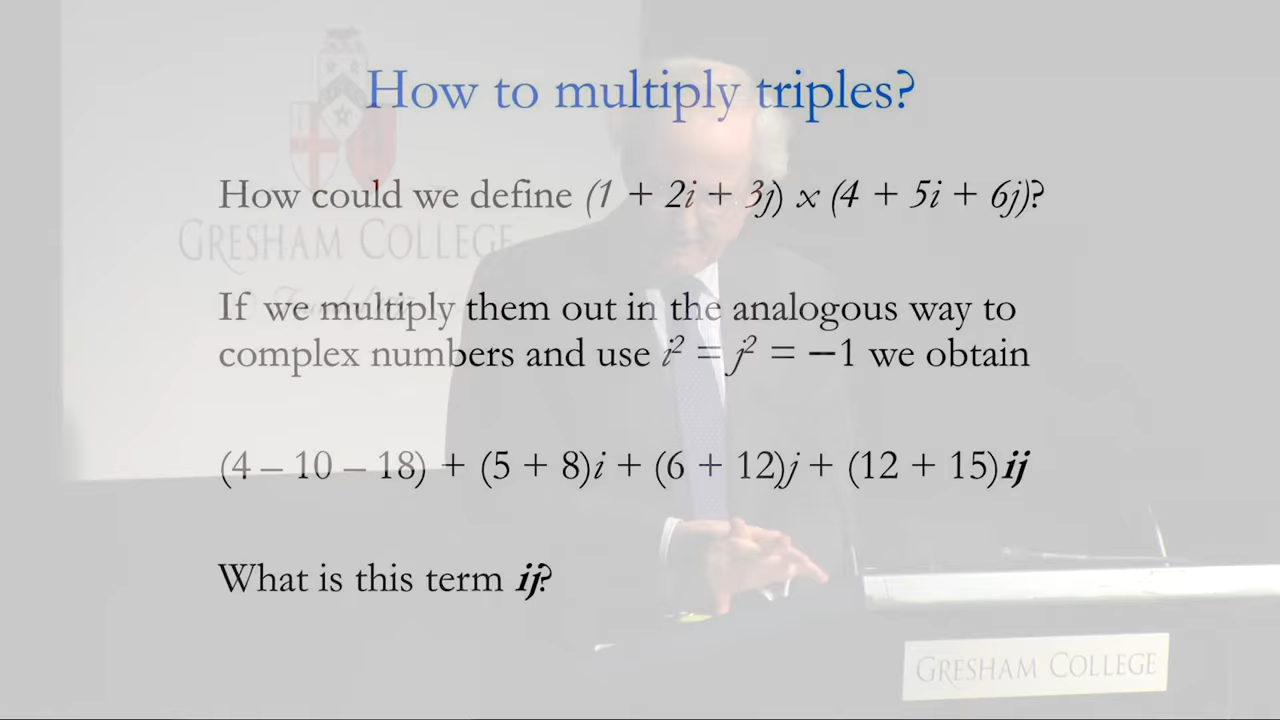 How to multiply triples?
How could we define (1 + 2i + 3j) x (4 + 5i + 6j)?
GRESHAM COLLEGE
If we multiply them out in the analogous way to
complex numbers and use i² = j² = −1 we obtain
(4 – 10 – 18) + (5 + 8)i + (6 + 12)j + (12 + 15)ij
What is this term ij?
GRESHAM COLLEGE